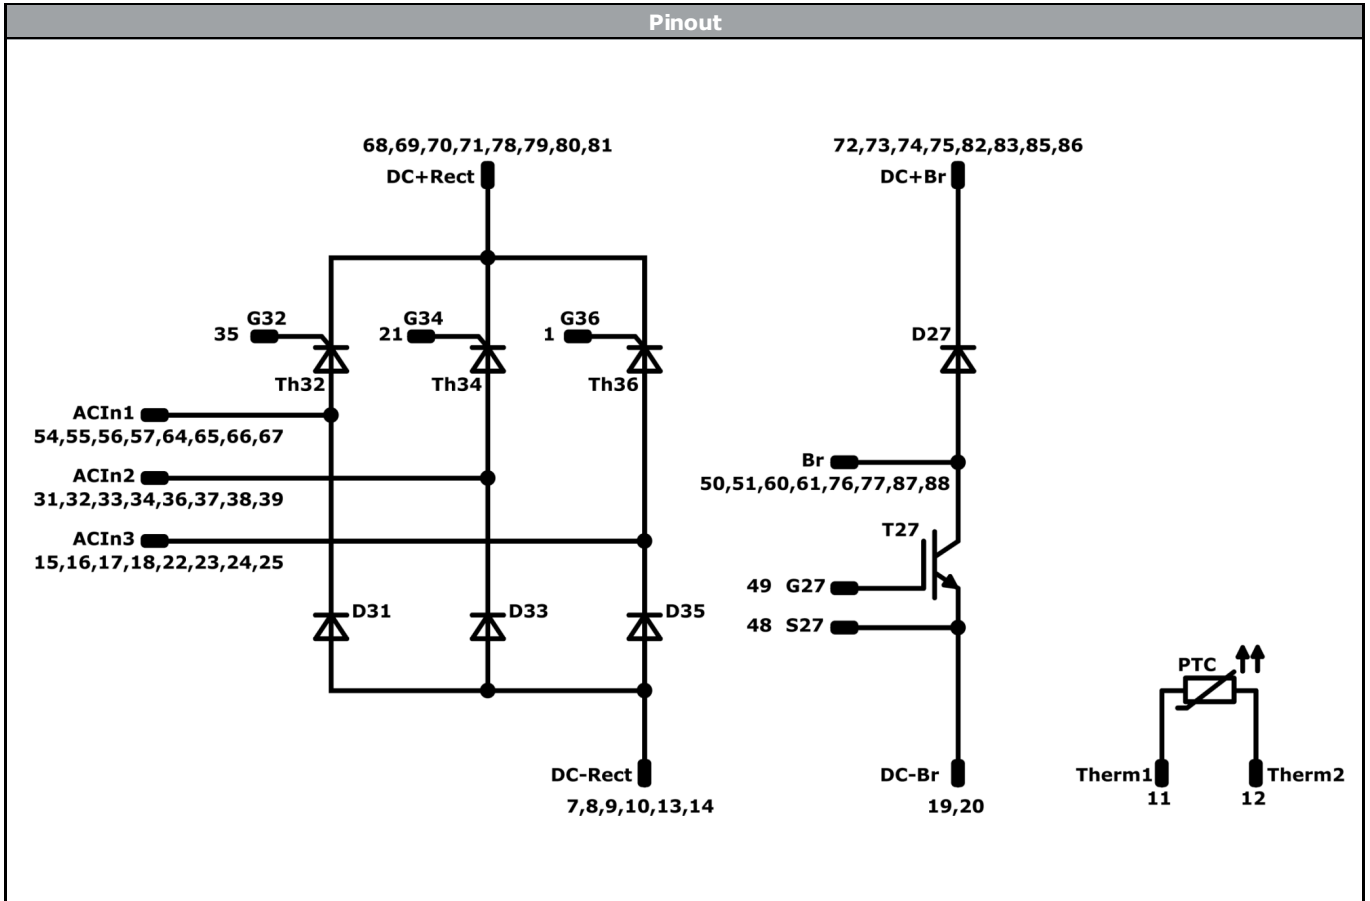 Pinout
68,69,70,71,78,79,80,81
DC+Rect
72,73,74,75,82,83,85,86
DC+Br
G32
35
G34
21
G36
1
D27
Th32
Th34
Th36
ACIn1
54,55,56,57,64,65,66,67
Br
50,51,60,61,76,77,87,88
ACIn2
31,32,33,34,36,37,38,39
ACIn3
15,16,17,18,22,23,24,25
T27
49 G27
48 S27
D31
D33
D35
PTC
DC-Rect
7,8,9,10,13,14
DC-Br
19,20
Therm1
11
Therm2
12